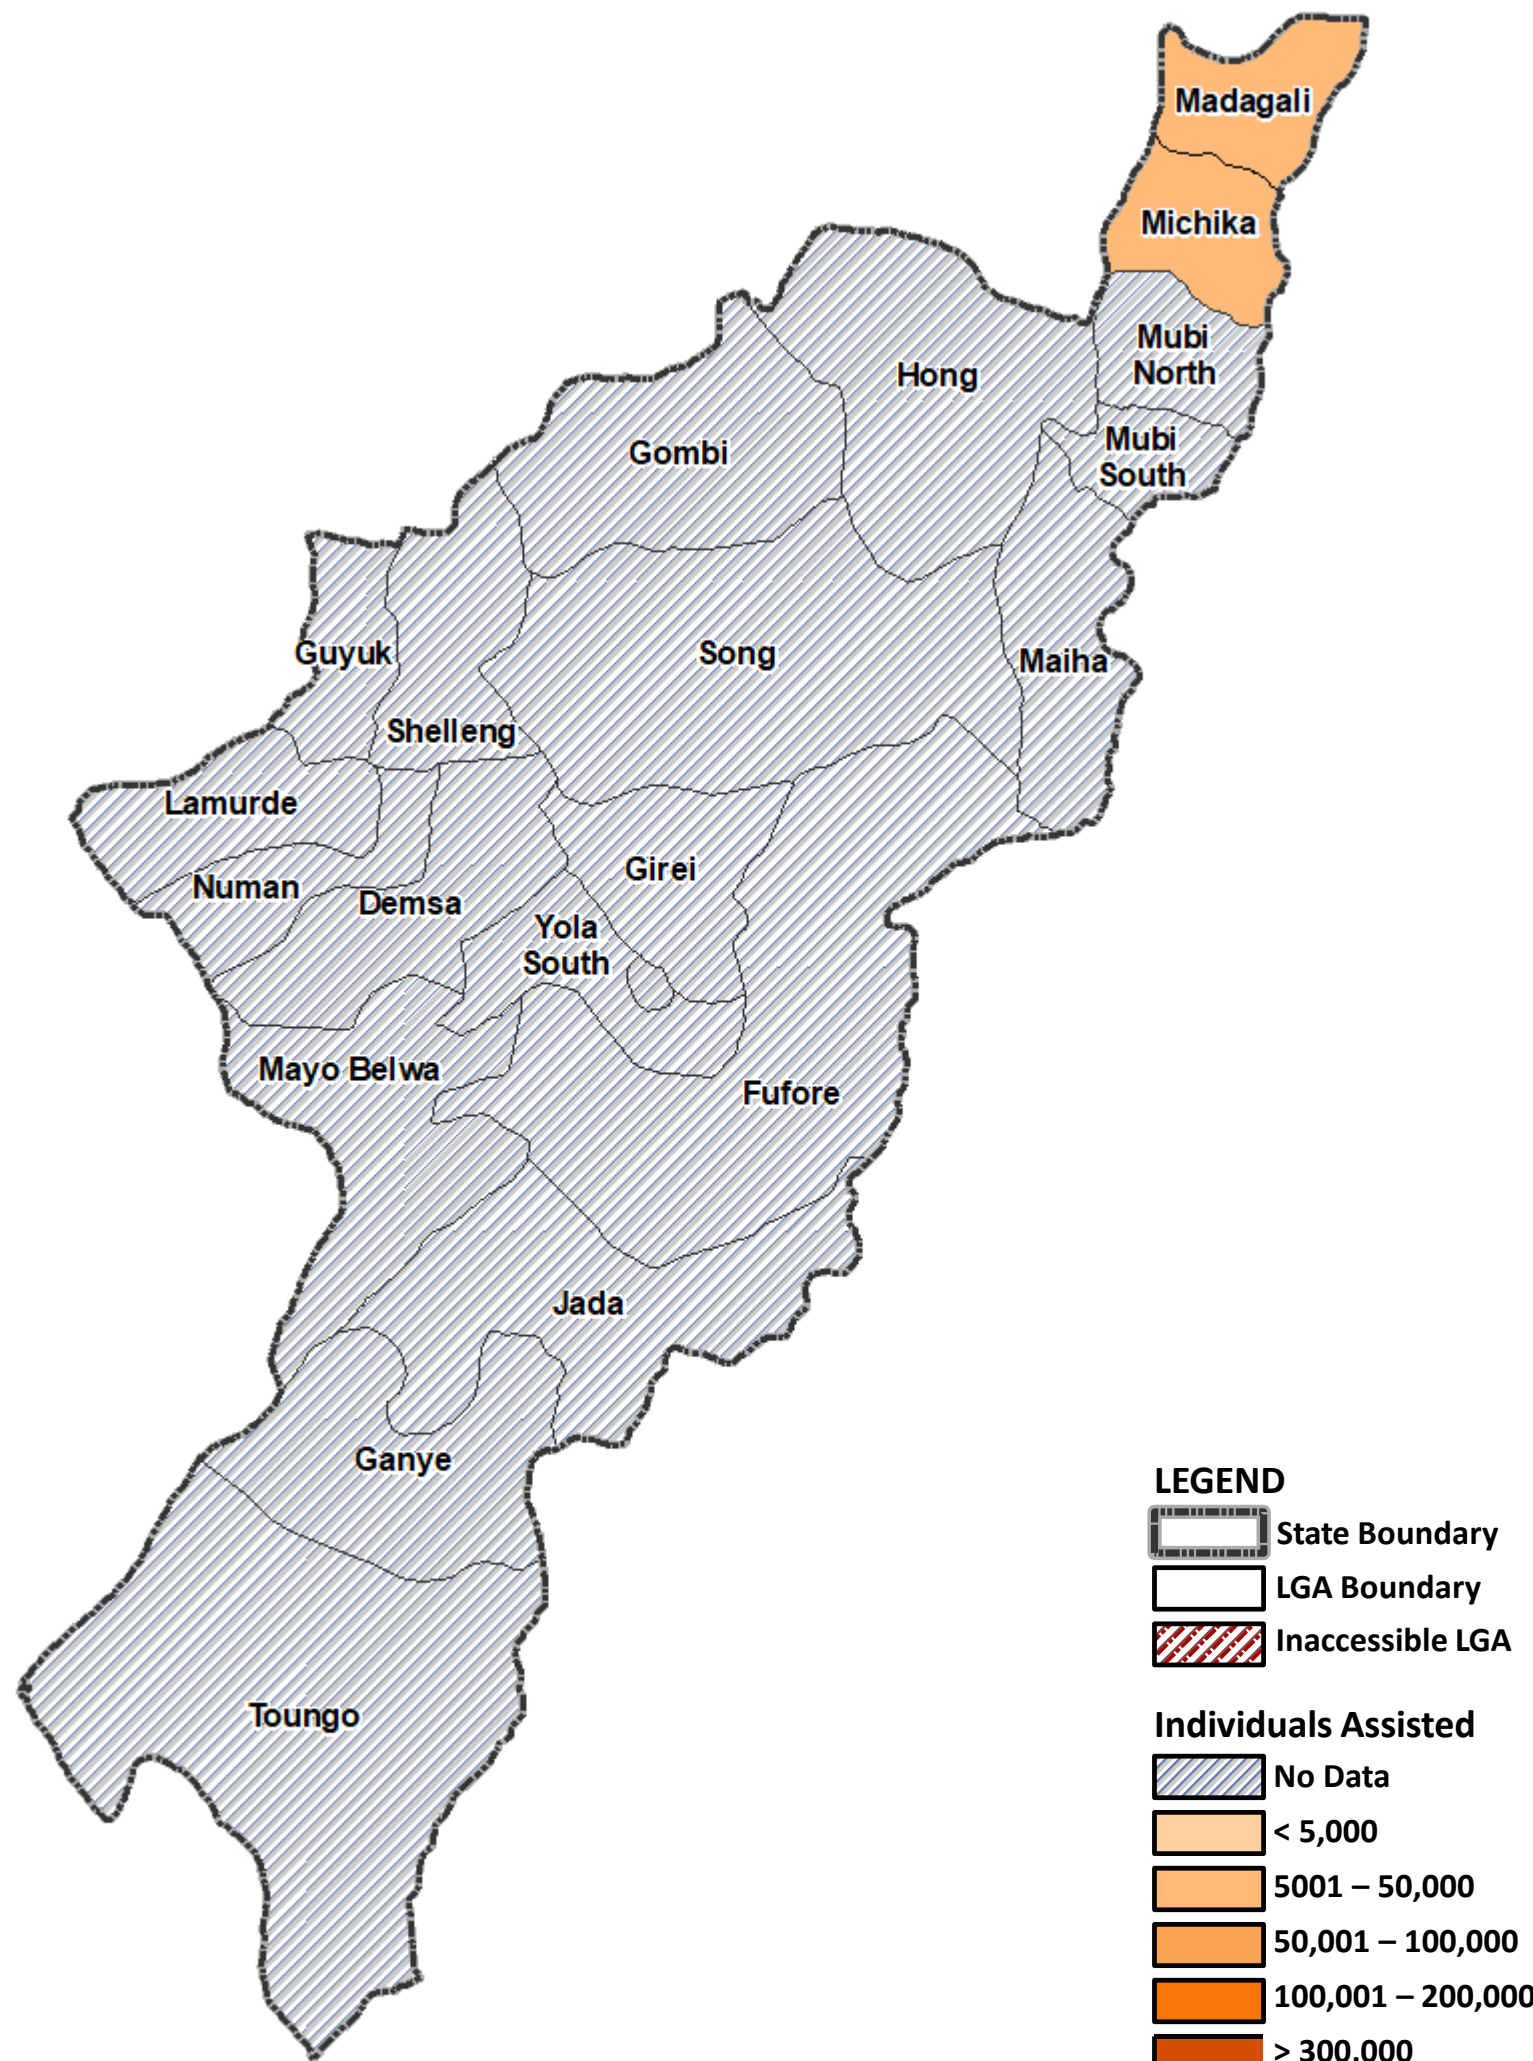 Madagali
Michika
Mubi
North
Hong
Mubi
South
Gombi
Guyuk
Song
Maiha
Shelleng
Lamurde
Girei
Numan
Demsa
Yola
South
Mayo Belwa
Fufore
Jada
Ganye
Toungo
LEGEND
State Boundary
LGA Boundary
Inaccessible LGA
Individuals Assisted
No Data
< 5,000
5001 – 50,000
50,001 – 100,000
100,001 – 200,000
> 300,000